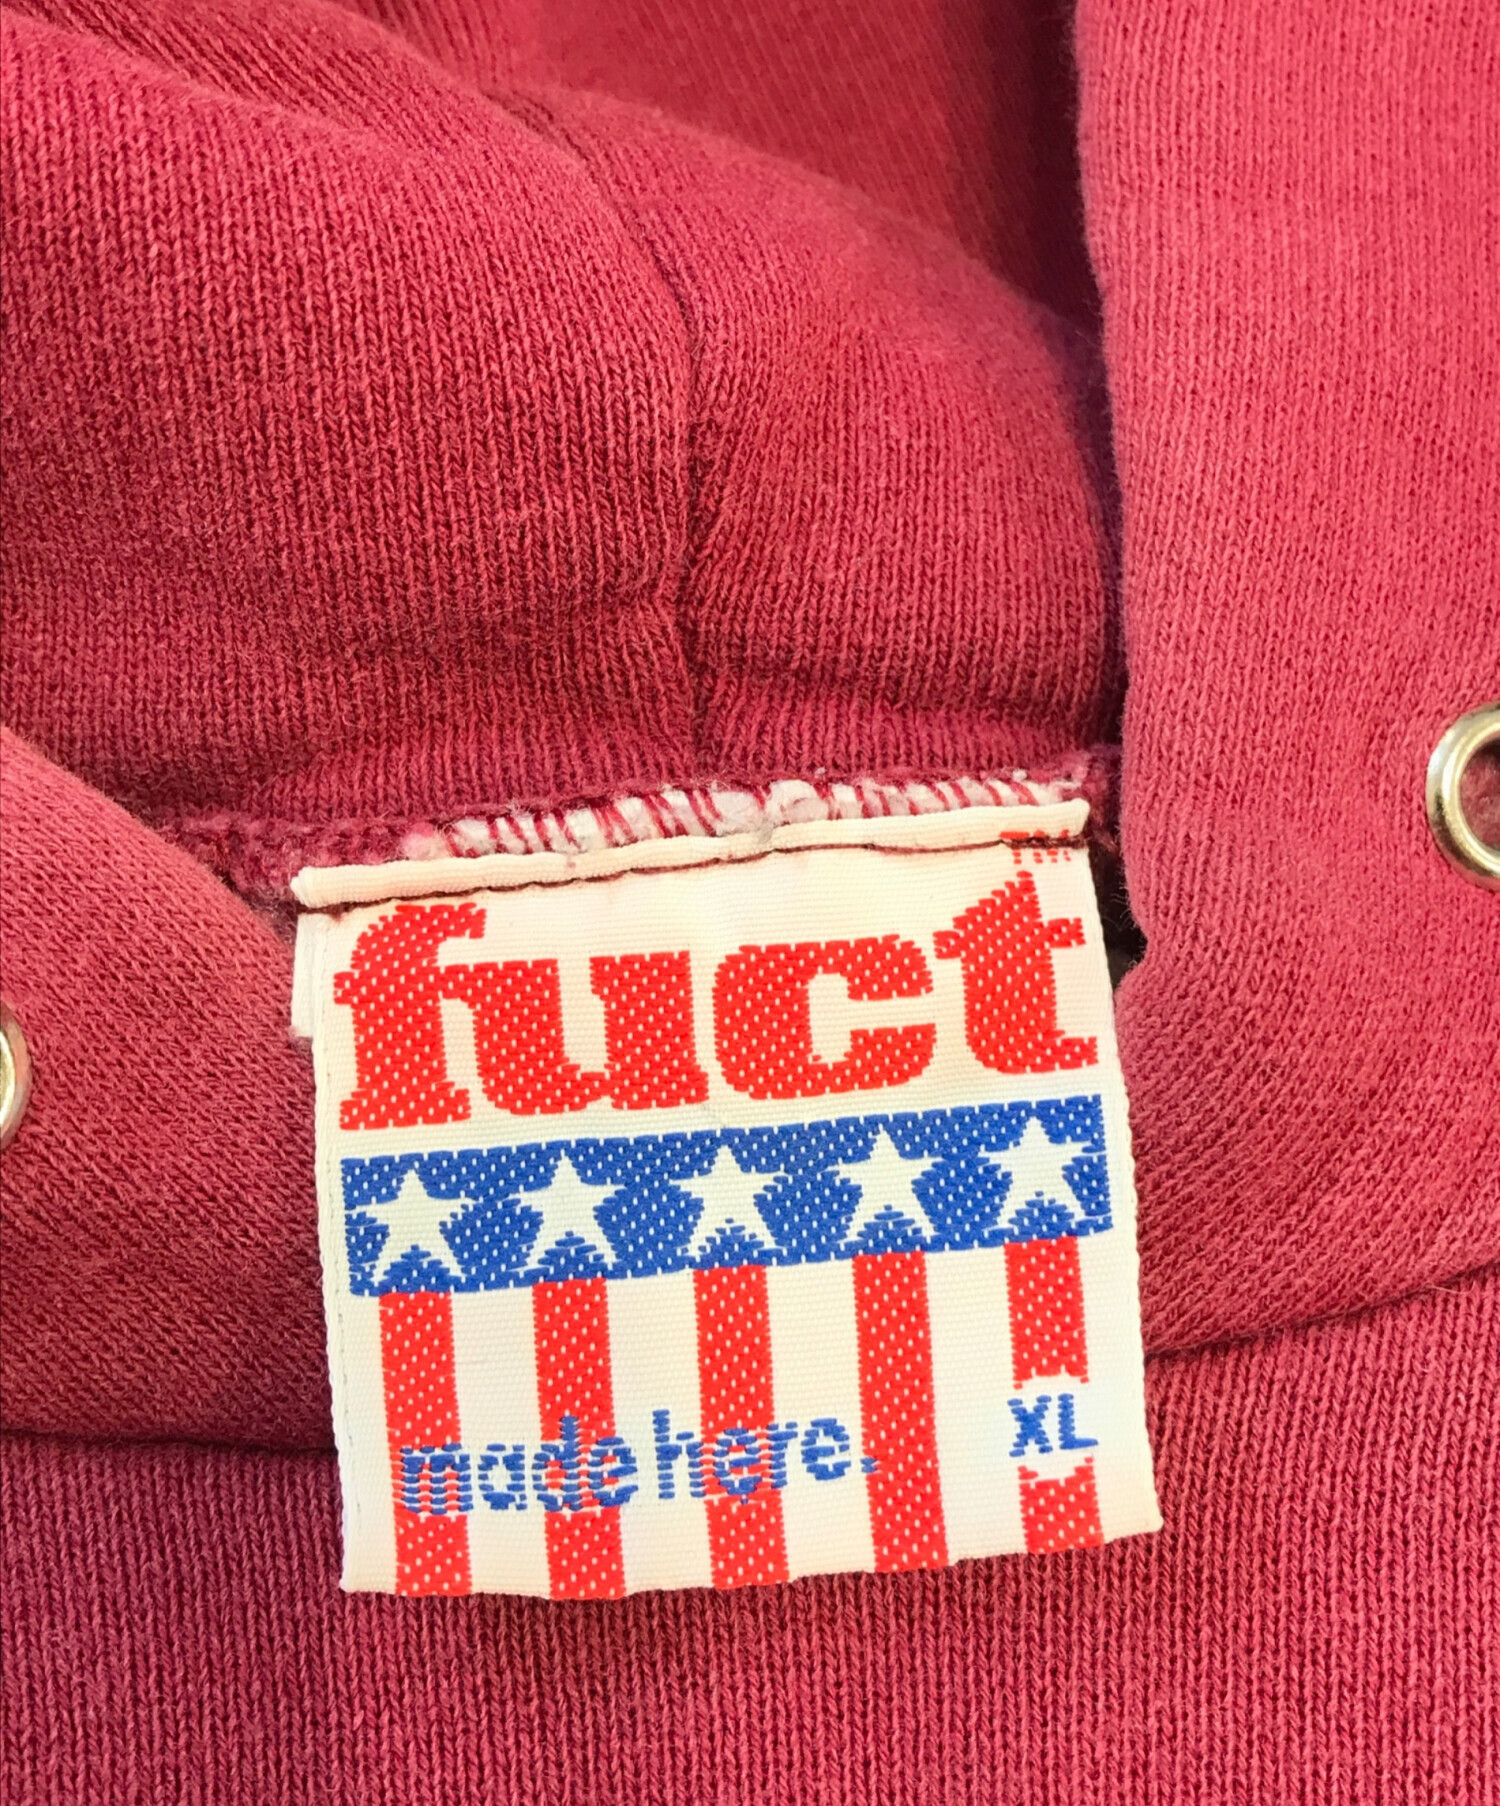 fuct™
made here.
XL